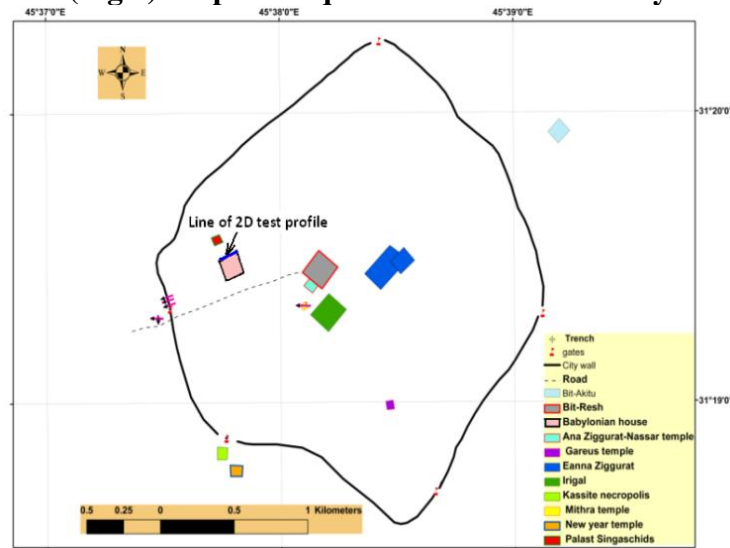 45°37'0"E 45°38'0"E 45°39'0"E
N
W E
S
31°20'0"
Line of 2D test profile
31°19'0"
Trench
gates
City wall
Road
Bit-Akitu
Bit-Resh
Babylonian house
Ana Ziggurat-Nassar temple
Gareus temple
Eanna Ziggurat
Irigal
Kassite necropolis
Mithra temple
New year temple
Palast Singaschids
0.5 0.25 0 0.5 1 Kilometers